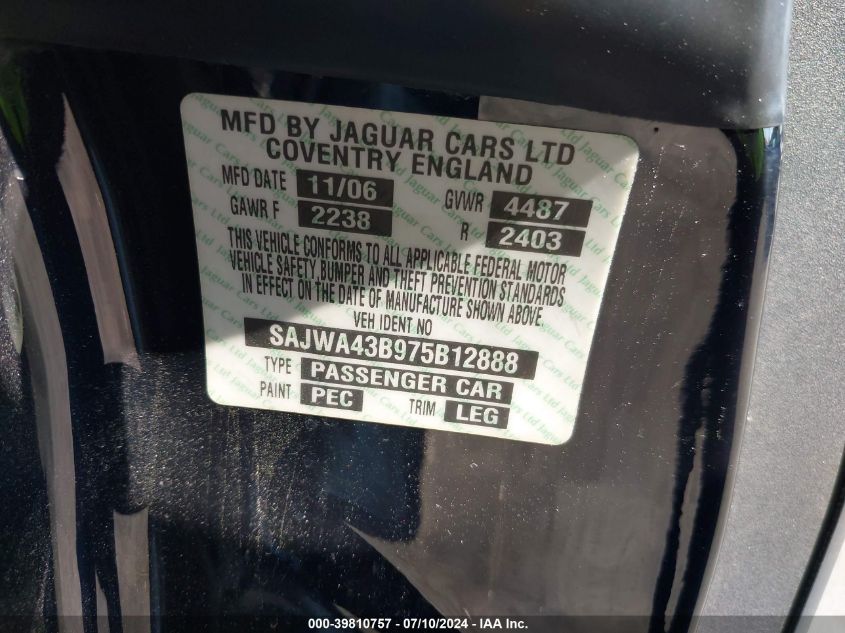 MFD BY JAGUAR CARS LTD
COVENTRY ENGLAND
MFD DATE 11/06 GVWR 4487
GAWR F 2238 R 2403
THIS VEHICLE CONFORMS TO ALL APPLICABLE FEDERAL MOTOR
VEHICLE SAFETY,BUMPER AND THEFT PREVENTION STANDARDS
IN EFFECT ON THE DATE OF MANUFACTURE SHOWN ABOVE.
VEH IDENT NO
SAJWA43B975B12888
TYPE PASSENGER CAR
PAINT PEC TRIM LEG
000-39810757 - 07/10/2024 - IAA Inc.